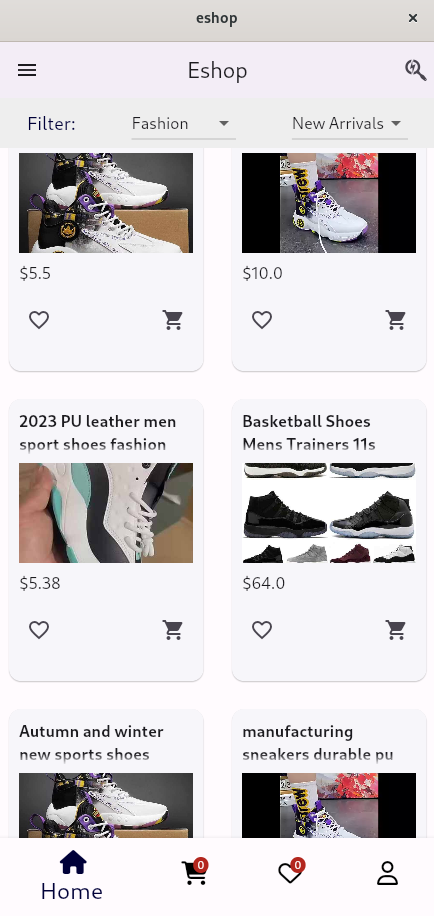 eshop
Eshop
Filter:
Fashion
New Arrivals
$5.5
$10.0
2023 PU leather men
sport shoes fashion
$5.38
Basketball Shoes
Mens Trainers 11s
$64.0
Autumn and winter
new sports shoes
manufacturing
sneakers durable pu
0
0
Home